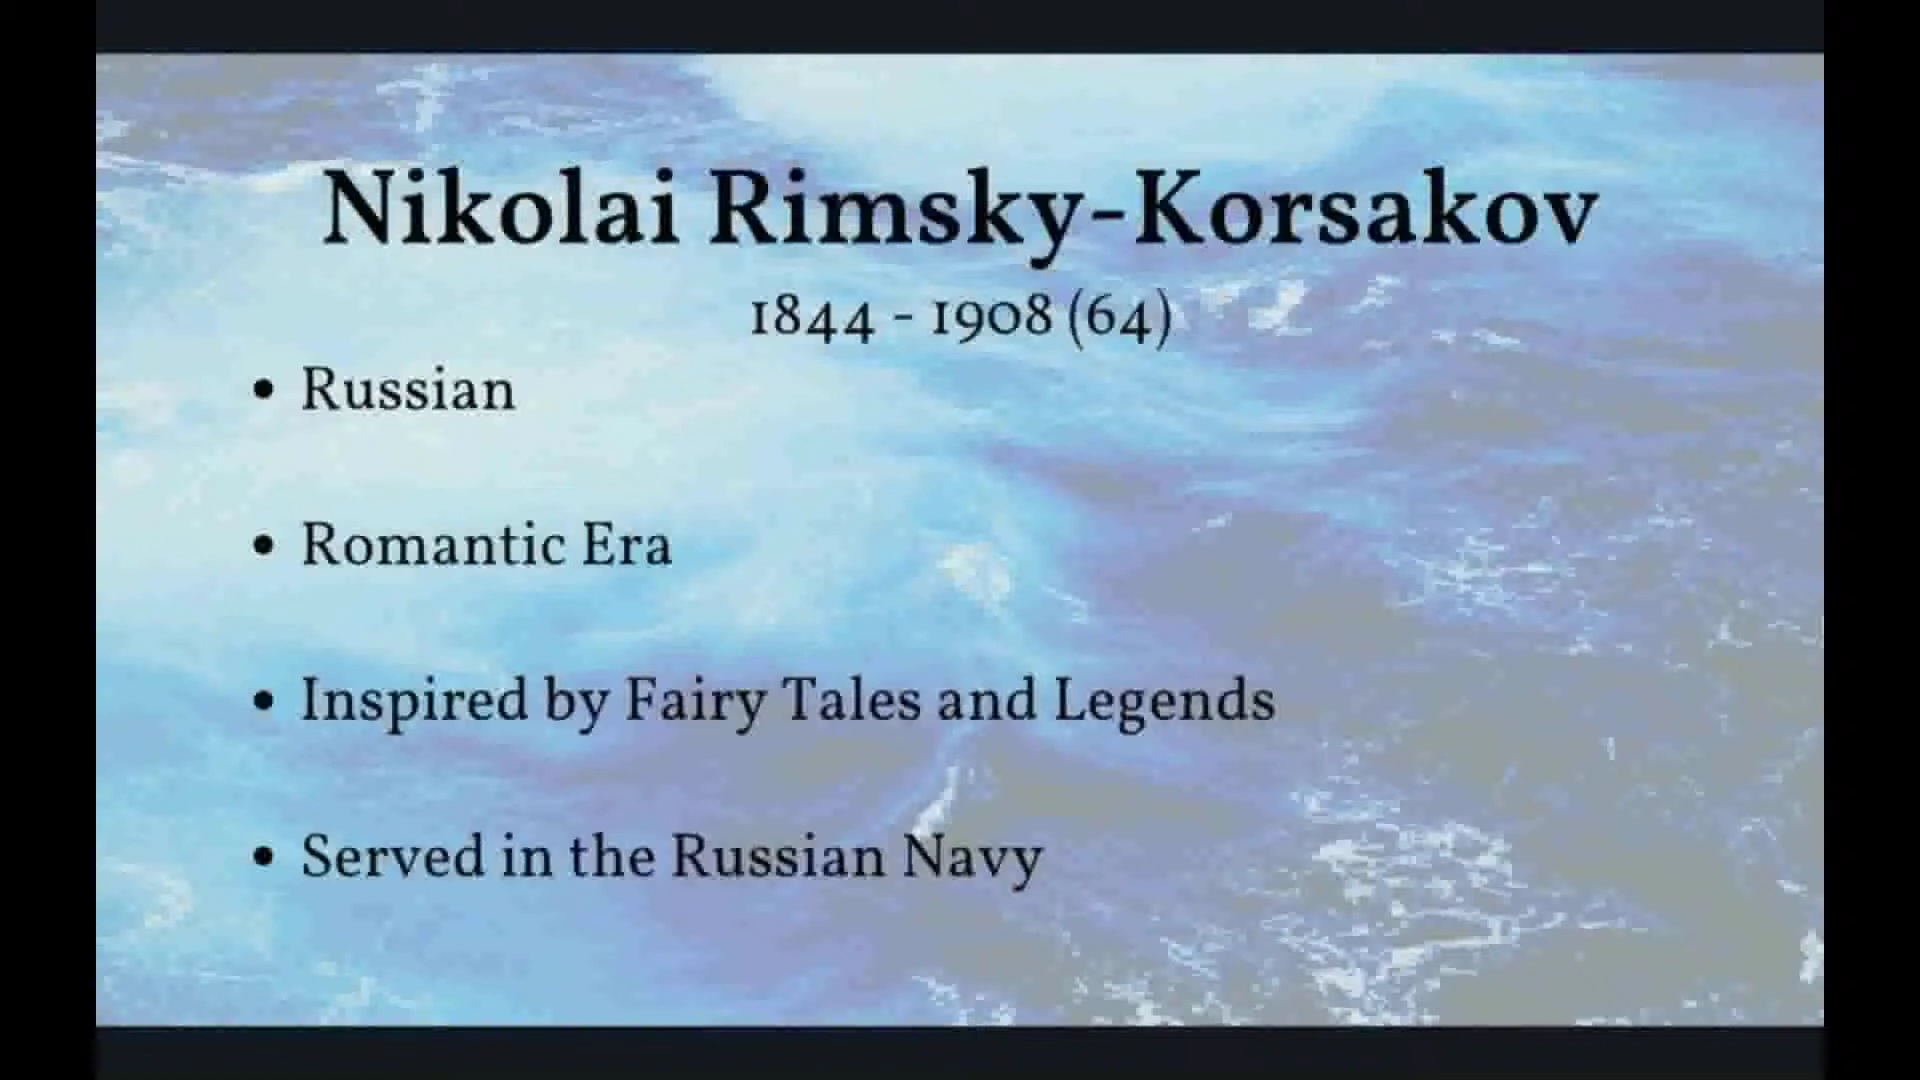 Nikolai Rimsky-Korsakov
1844 - 1908 (64)
• Russian
• Romantic Era
• Inspired by Fairy Tales and Legends
• Served in the Russian Navy